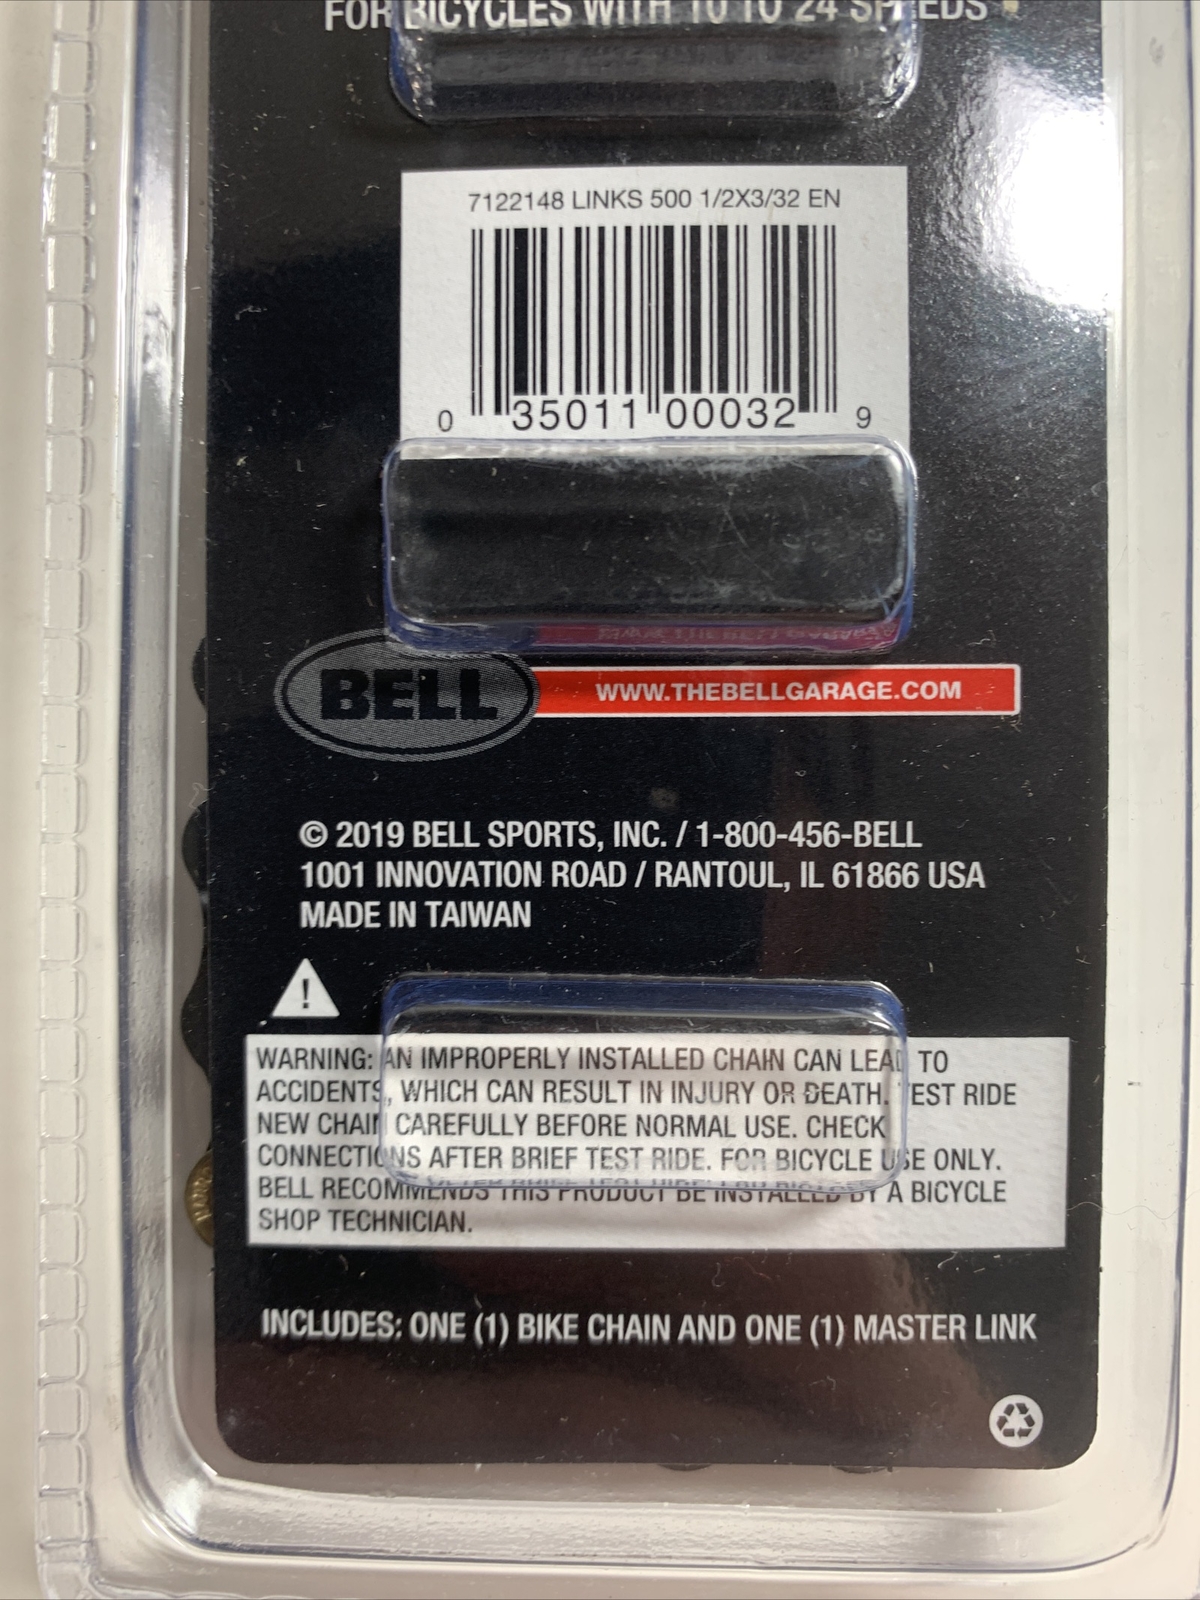 FOR BICYCLES WITH 10 TO 24 SPEEDS
7122148 LINKS 500 1/2X3/32 EN
0 35011 00032 9
BELL
WWW.THEBELLGARAGE.COM
© 2019 BELL SPORTS, INC. / 1-800-456-BELL
1001 INNOVATION ROAD / RANTOUL, IL 61866 USA
MADE IN TAIWAN
!
WARNING: AN IMPROPERLY INSTALLED CHAIN CAN LEAD TO
ACCIDENTS, WHICH CAN RESULT IN INJURY OR DEATH. TEST RIDE
NEW CHAIN CAREFULLY BEFORE NORMAL USE. CHECK
CONNECTIONS AFTER BRIEF TEST RIDE. FOR BICYCLE USE ONLY.
BELL RECOMMENDS THIS PRODUCT BE INSTALLED BY A BICYCLE
SHOP TECHNICIAN.
INCLUDES: ONE (1) BIKE CHAIN AND ONE (1) MASTER LINK